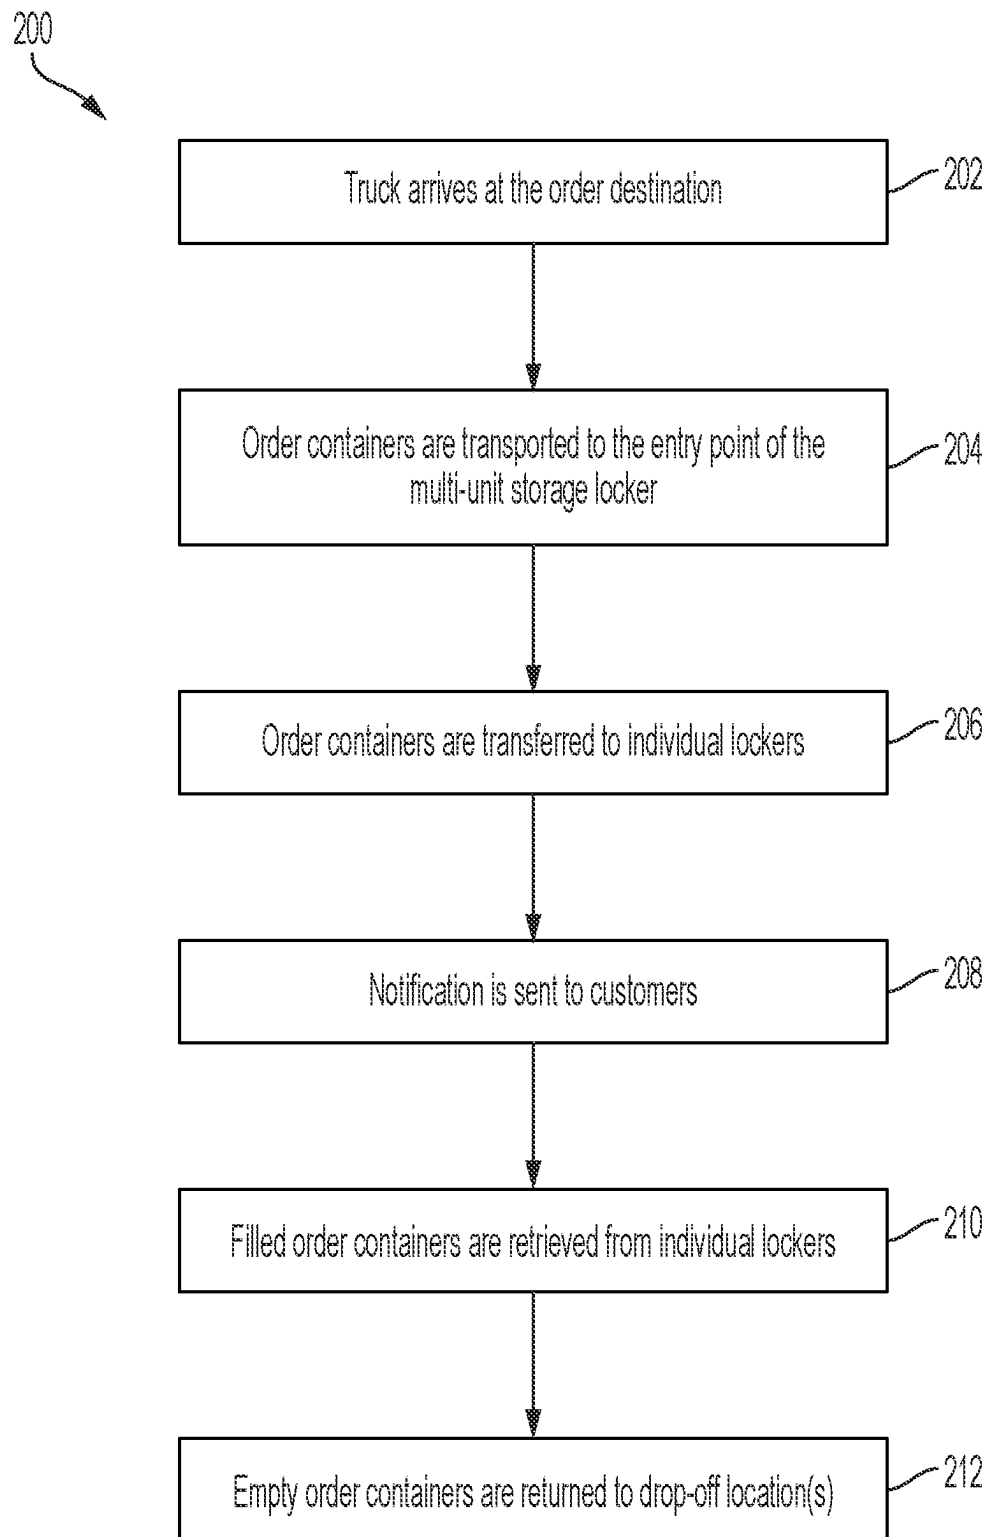 200
Truck arrives at the order destination
202
Order containers are transported to the entry point of the
multi-unit storage locker
204
Order containers are transferred to individual lockers
206
Notification is sent to customers
208
Filled order containers are retrieved from individual lockers
210
Empty order containers are returned to drop-off location(s)
212